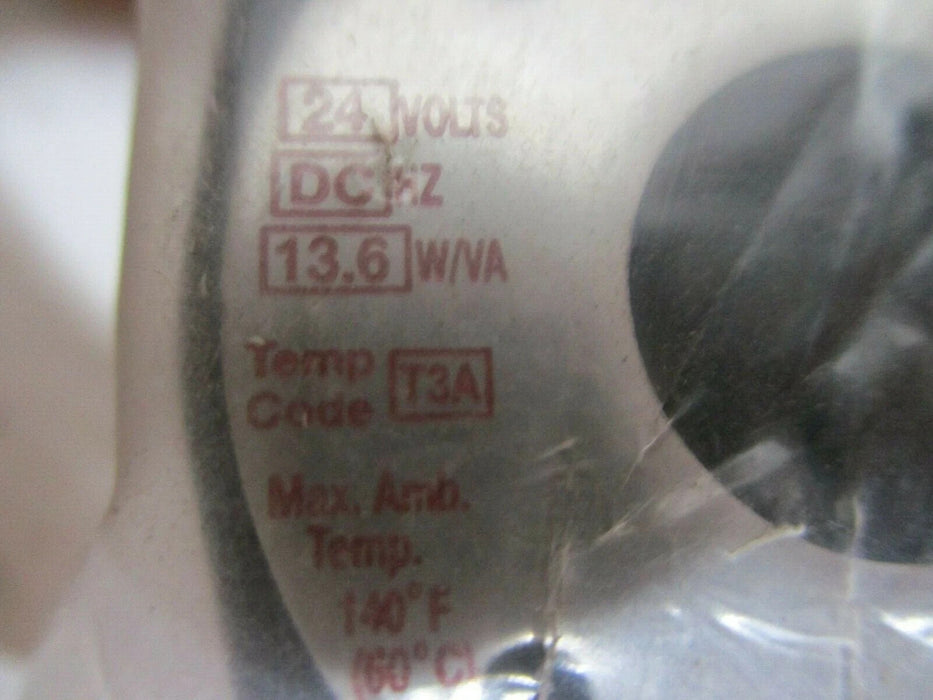 24 VOLTS
DC HZ
13.6 W/VA
Temp
Code T3A
Max. Amb.
Temp.
140°F
(60°C)